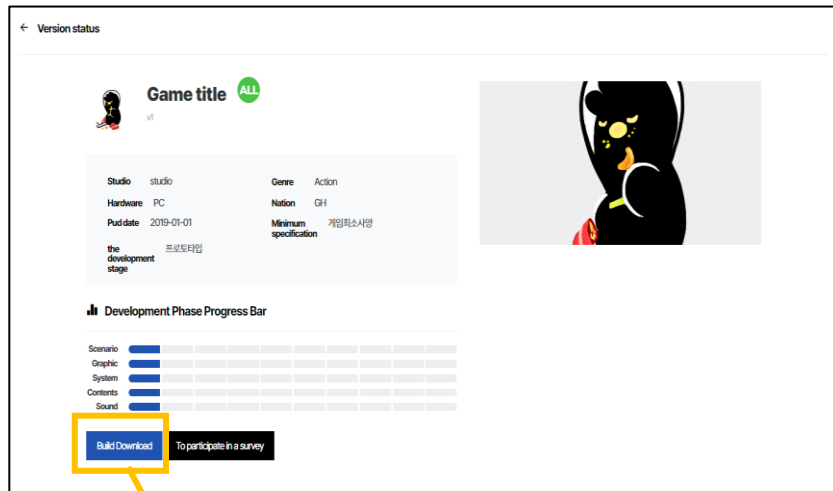 ← Version status
Game title ALL
v1
Studio studio Genre Action
Hardware PC Nation GH
Pud date 2019-01-01 Minimum specification 게임최소사양
the development stage 프로토타입
Development Phase Progress Bar
Scenario
Graphic
System
Contents
Sound
Build Download To participate in a survey